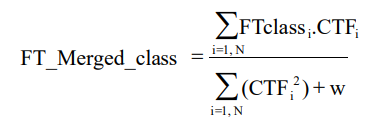 FT_Merged_class = 
∑FTclass_i.CTF_i
i=1, N
∑(CTF_i^2) + w
i=1, N